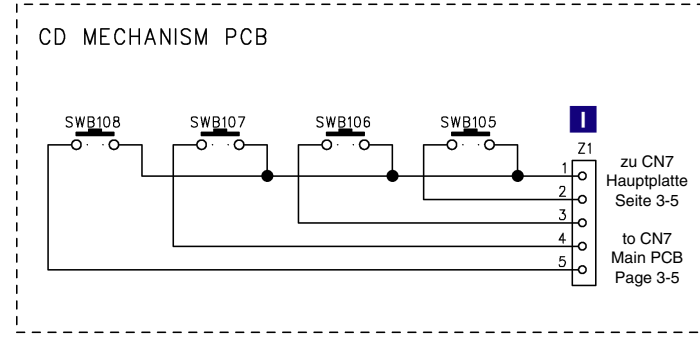 CD MECHANISM PCB
SWB108 SWB107 SWB106 SWB105
I
Z1
1
2
3
4
5
zu CN7
Hauptplatte
Seite 3-5
to CN7
Main PCB
Page 3-5